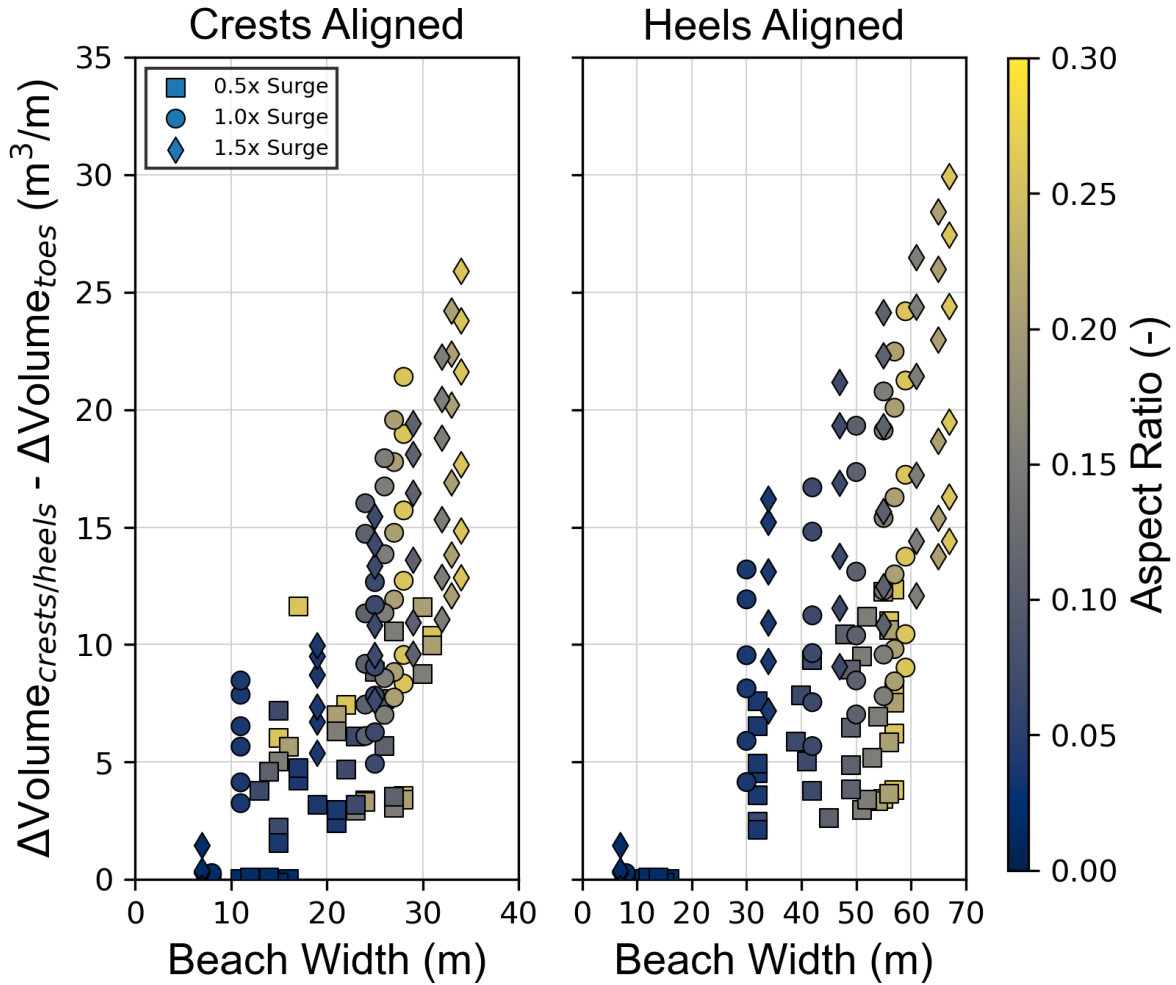 Crests Aligned
Heels Aligned
0.5x Surge
1.0x Surge
1.5x Surge
ΔVolume_crests/heels - ΔVolume_toes (m³/m)
35
30
25
20
15
10
5
0
0 10 20 30 40
Beach Width (m)
0 10 20 30 40 50 60 70
Beach Width (m)
0.30
0.25
0.20
0.15
0.10
0.05
0.00
Aspect Ratio (-)